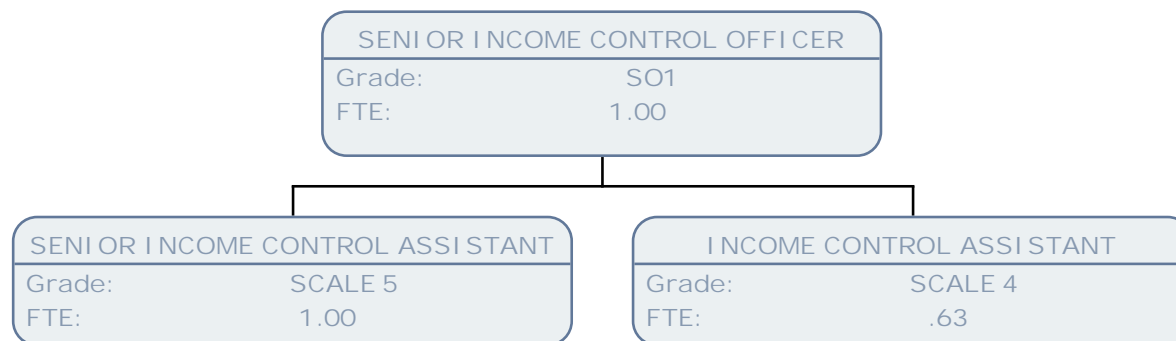 SENIOR INCOME CONTROL OFFICER
Grade: SO1
FTE: 1.00
SENIOR INCOME CONTROL ASSISTANT
Grade: SCALE 5
FTE: 1.00
INCOME CONTROL ASSISTANT
Grade: SCALE 4
FTE: .63